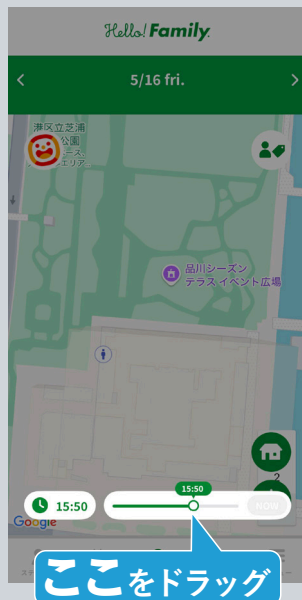 Hello! Family.
5/16 fri.
港区立芝浦
公園
品川シーズン
テラス イベント広場
2
15:50
15:50
NOW
Google
ここをドラッグ